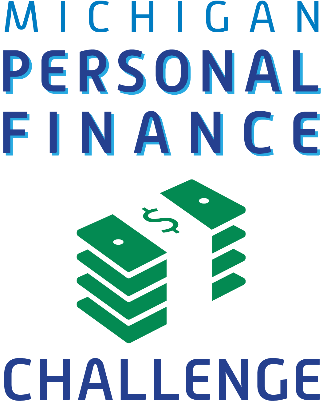 MICHIGAN
PERSONAL
FINANCE
$
CHALLENGE